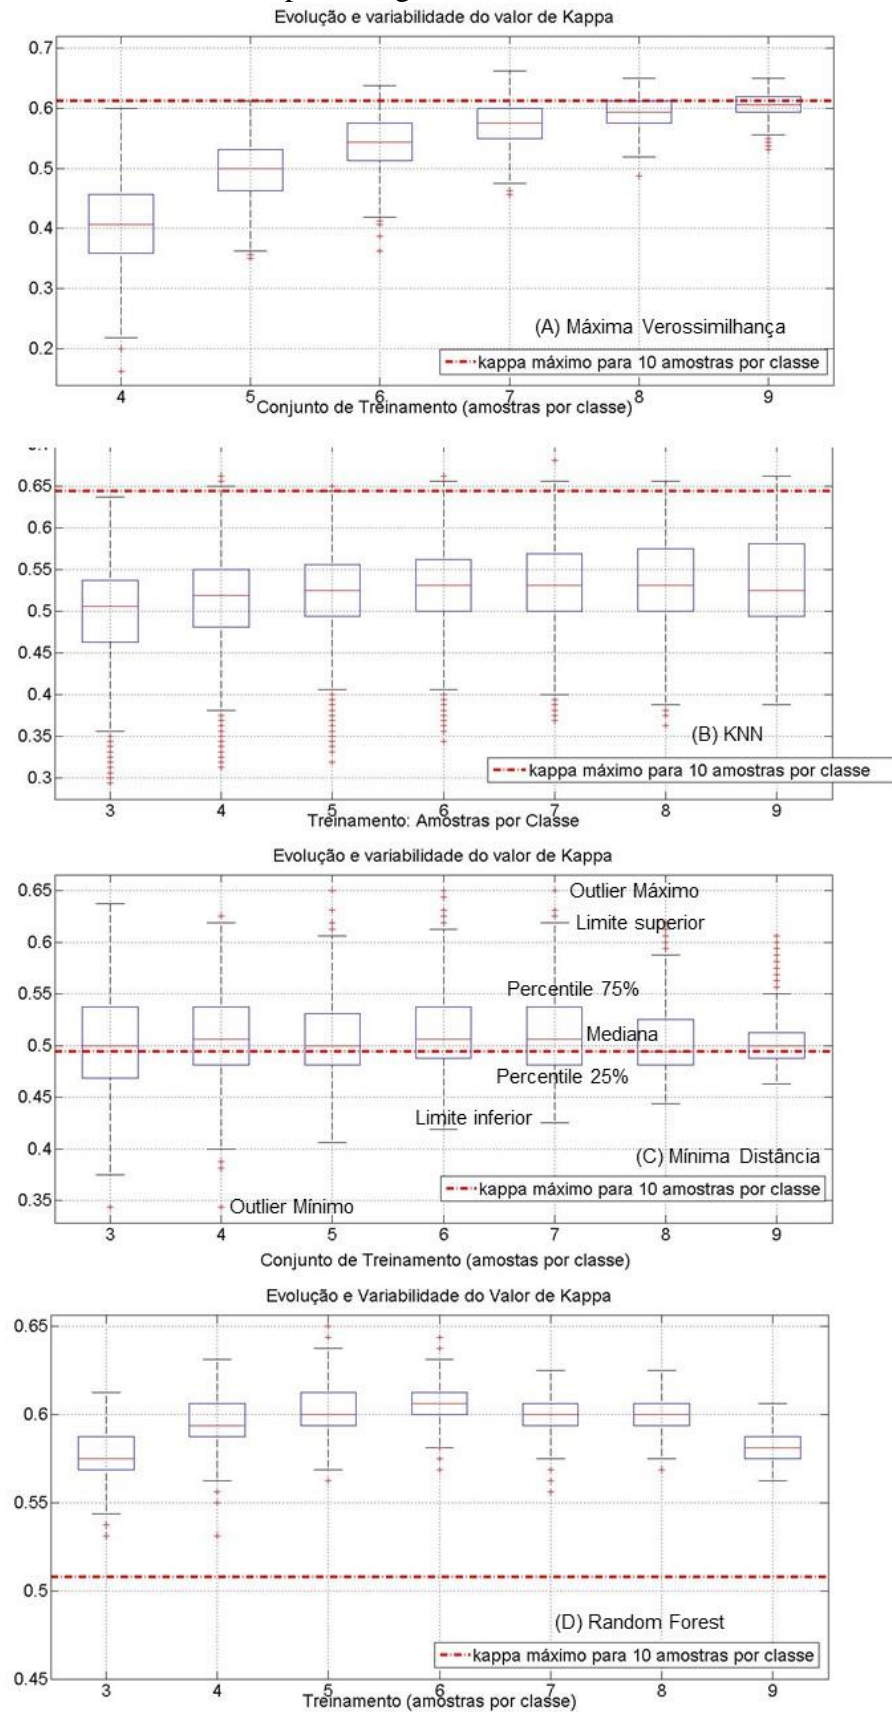 Evolução e variabilidade do valor de Kappa
0.7
0.6
0.5
0.4
0.3
0.2
(A) Máxima Verossimilhança
kappa máximo para 10 amostras por classe
4 5 6 7 8 9
Conjunto de Treinamento (amostras por classe)
0.65
0.6
0.55
0.5
0.45
0.4
0.35
0.3
(B) KNN
kappa máximo para 10 amostras por classe
3 4 5 6 7 8 9
Treinamento: Amostras por Classe
Evolução e variabilidade do valor de Kappa
0.65
Outlier Máximo
Limite superior
0.6
0.55
Percentile 75%
Mediana
0.5
Percentile 25%
0.45
Limite inferior
0.4
(C) Mínima Distância
kappa máximo para 10 amostras por classe
0.35
Outlier Mínimo
3 4 5 6 7 8 9
Conjunto de Treinamento (amostas por classe)
Evolução e Variabilidade do Valor de Kappa
0.65
0.6
0.55
0.5
(D) Random Forest
kappa máximo para 10 amostras por classe
0.45
3 4 5 6 7 8 9
Treinamento (amostras por classe)